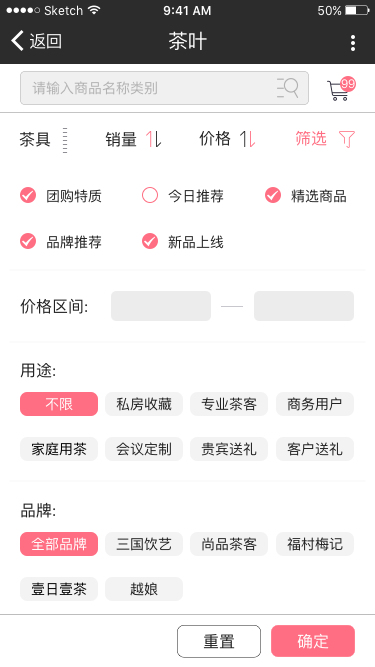 Sketch 9:41 AM 50%
返回 茶叶
请输入商品名称类别 99
茶具 销量 价格 筛选
团购特质 今日推荐 精选商品
品牌推荐 新品上线
价格区间:
用途:
不限 私房收藏 专业茶客 商务用户
家庭用茶 会议定制 贵宾送礼 客户送礼
品牌:
全部品牌 三国饮艺 尚品茶客 福村梅记
壹日壹茶 越娘
重置 确定